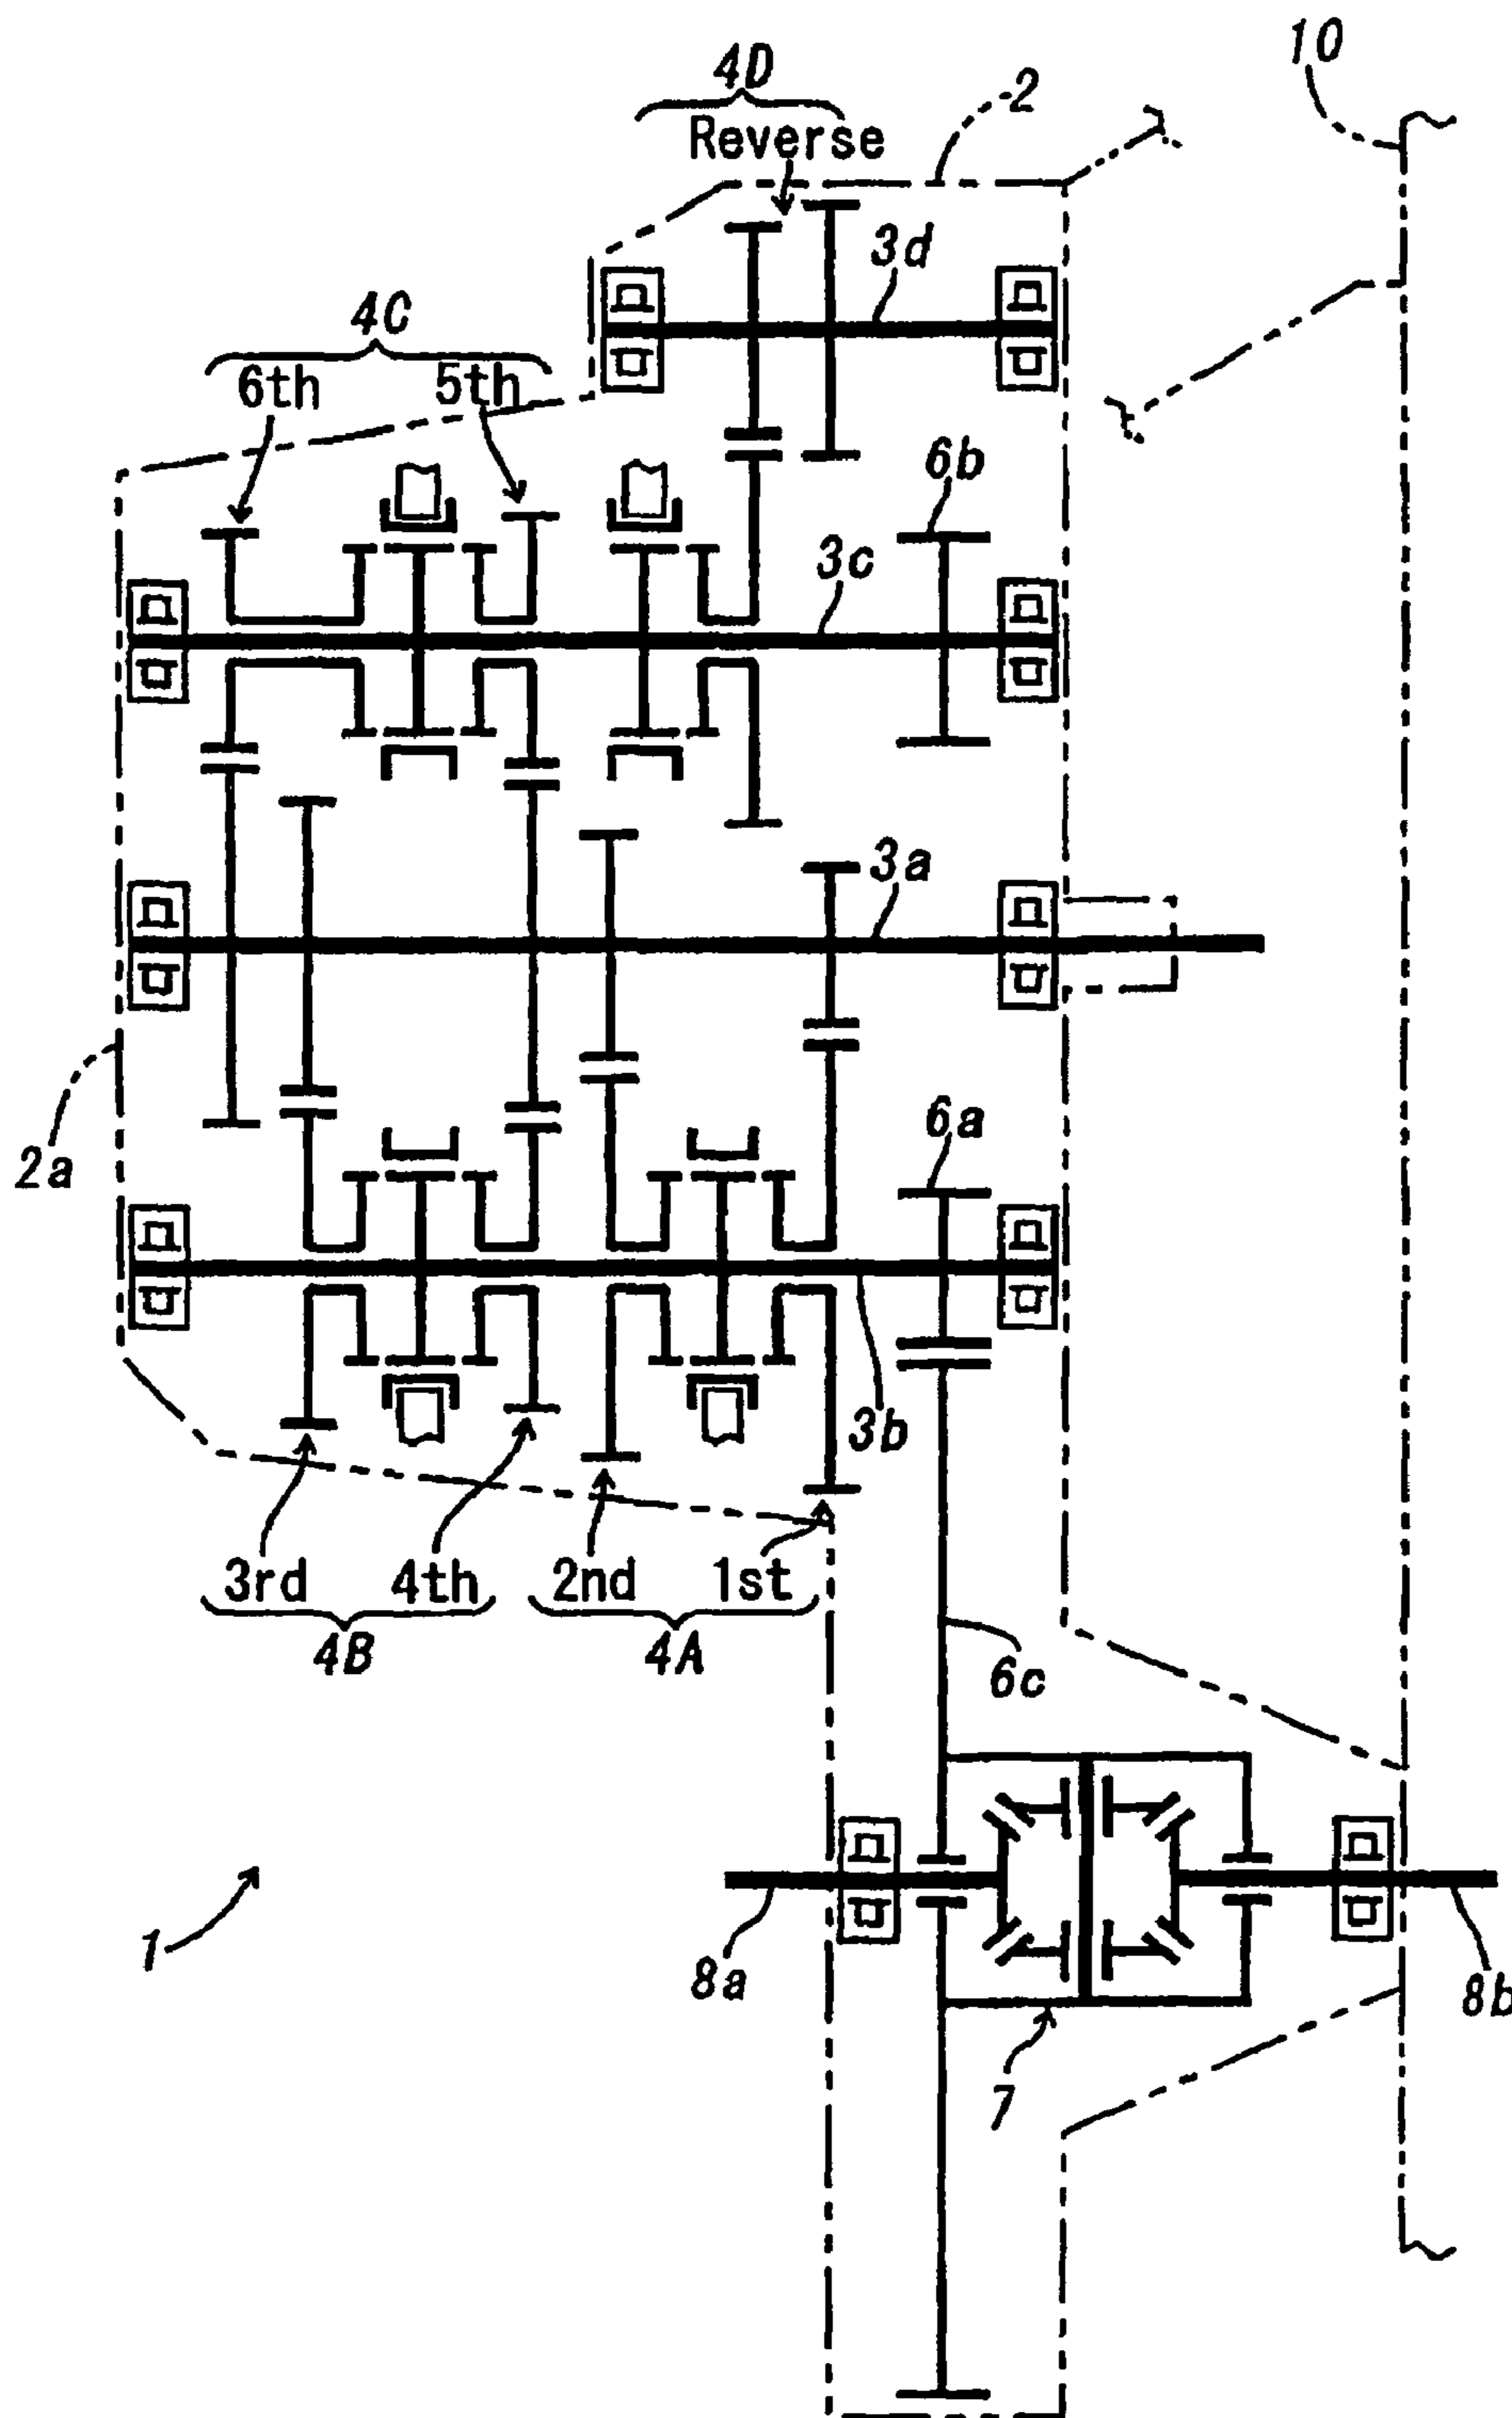 10
4D
2
Reverse
3d
4C
6th 5th
6b
3c
3a
2a
6a
3b
3rd 4th 2nd 1st
4B 4A
6c
1
8a
8b
7